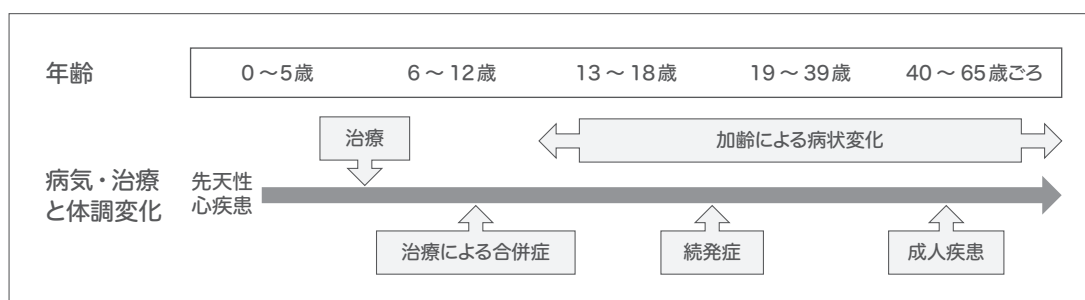 年齢
0～5歳
6～12歳
13～18歳
19～39歳
40～65歳ごろ
治療
加齢による病状変化
病気・治療
と体調変化
先天性
心疾患
治療による合併症
続発症
成人疾患